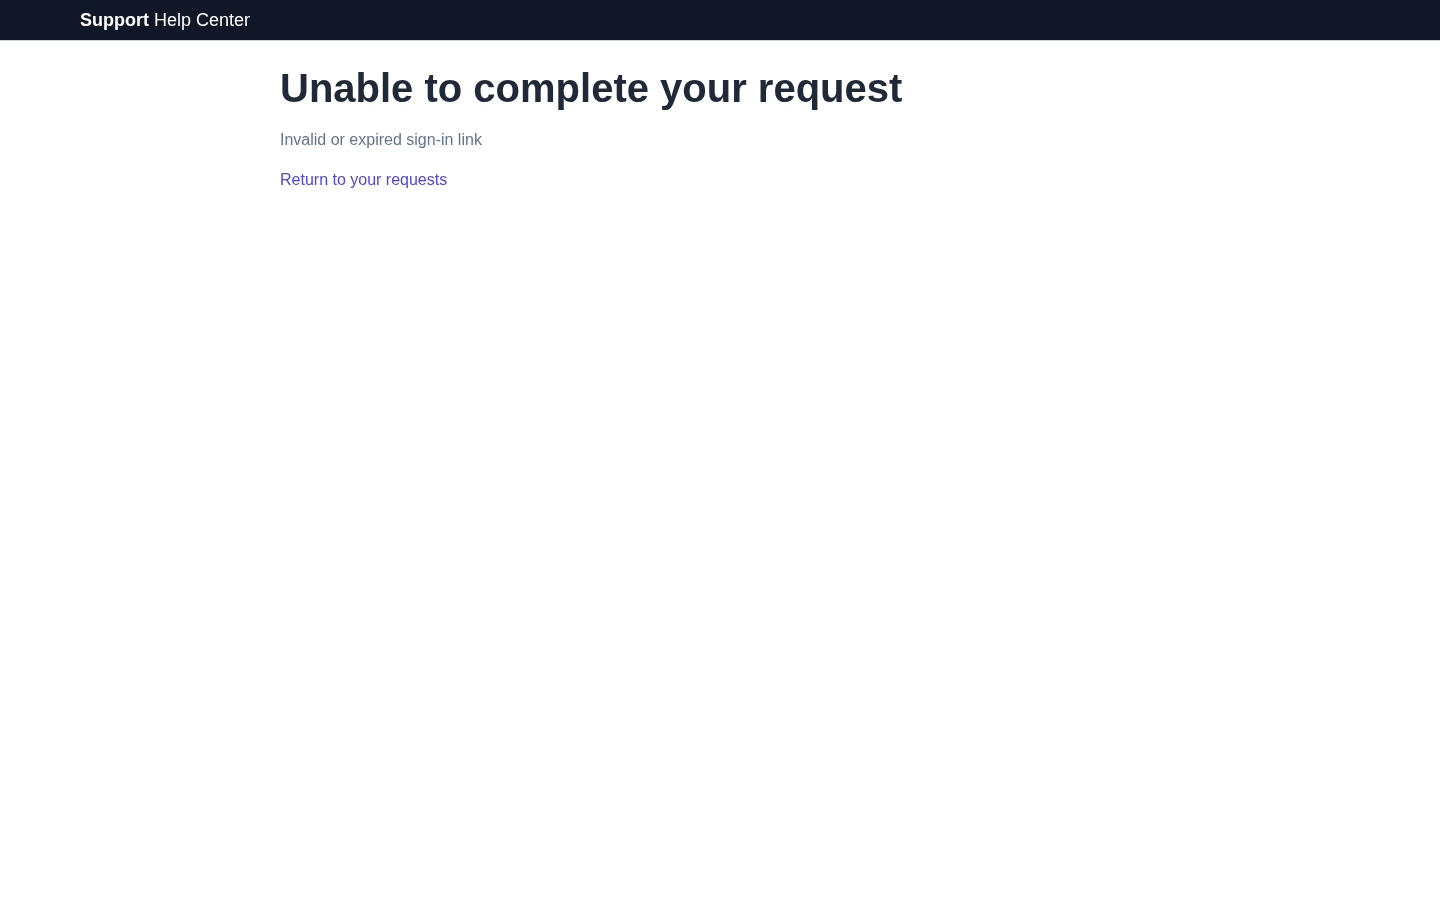 Support Help Center
Unable to complete your request
Invalid or expired sign-in link
Return to your requests